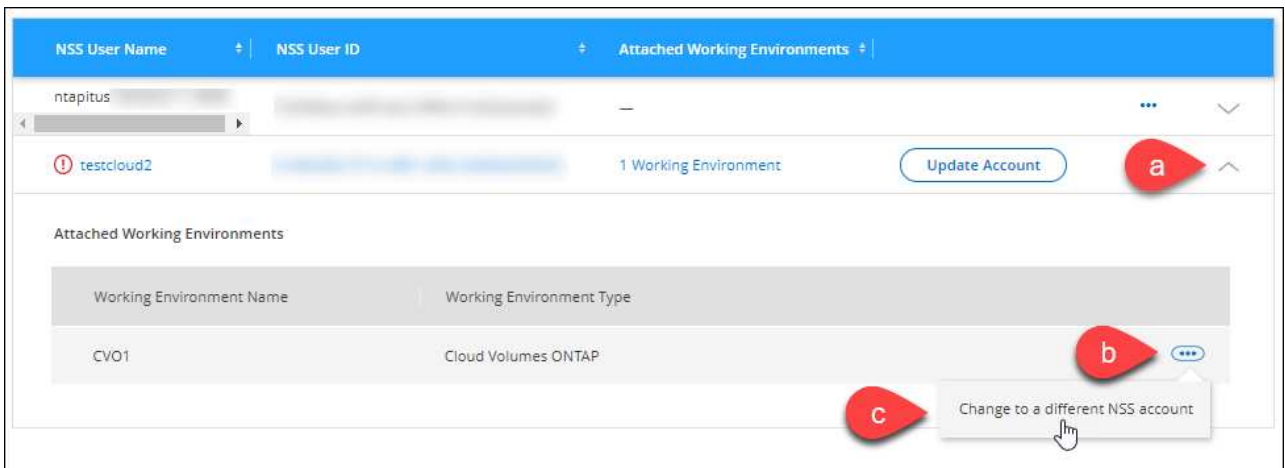 NSS User Name NSS User ID Attached Working Environments
ntapitus —
testcloud2 1 Working Environment Update Account a
Attached Working Environments
Working Environment Name Working Environment Type
CVO1 Cloud Volumes ONTAP b
c Change to a different NSS account